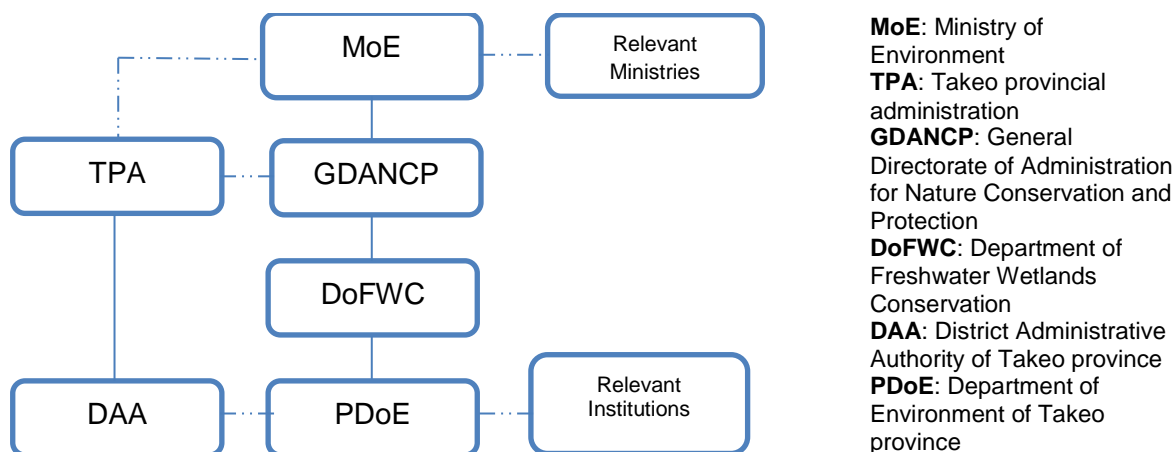 MoE
Relevant
Ministries
TPA
GDANCP
DoFWC
DAA
PDoE
Relevant
Institutions
MoE: Ministry of
Environment
TPA: Takeo provincial
administration
GDANCP: General
Directorate of Administration
for Nature Conservation and
Protection
DoFWC: Department of
Freshwater Wetlands
Conservation
DAA: District Administrative
Authority of Takeo province
PDoE: Department of
Environment of Takeo
province